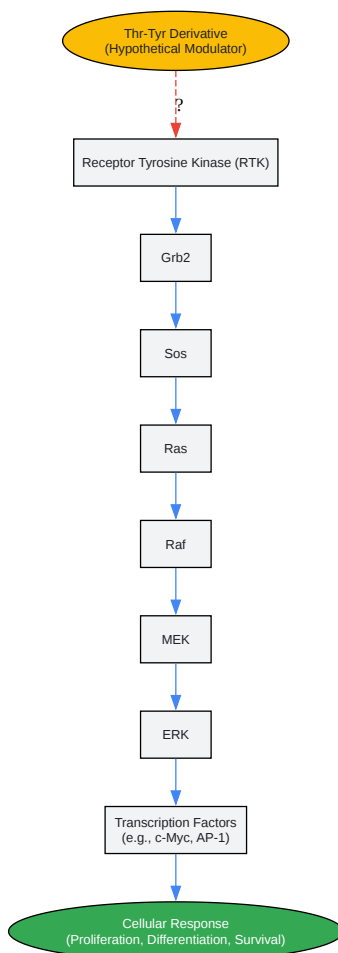 Thr-Tyr Derivative
(Hypothetical Modulator)
?
Receptor Tyrosine Kinase (RTK)
Grb2
Sos
Ras
Raf
MEK
ERK
Transcription Factors
(e.g., c-Myc, AP-1)
Cellular Response
(Proliferation, Differentiation, Survival)